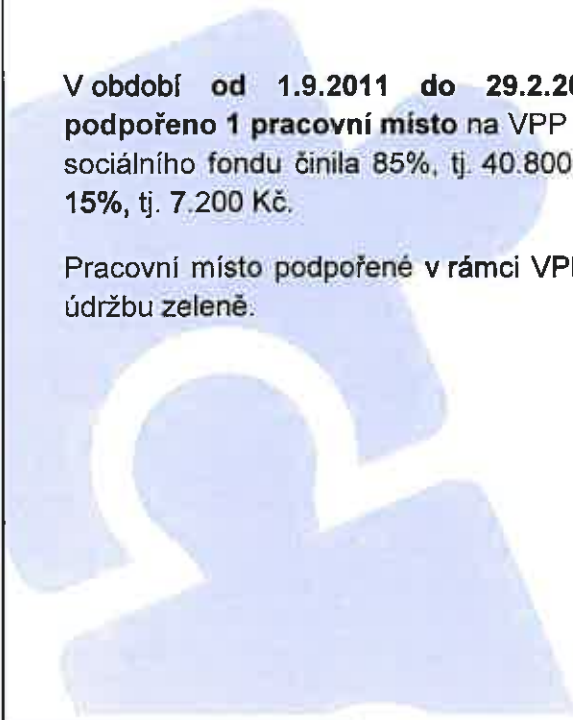 V období od 1.9.2011 do 29.2.20
podpořeno 1 pracovní místo na VPP
sociálního fondu činila 85%, tj. 40.800
15%, tj. 7.200 Kč.
Pracovní místo podpořené v rámci VPP
údržbu zeleně.